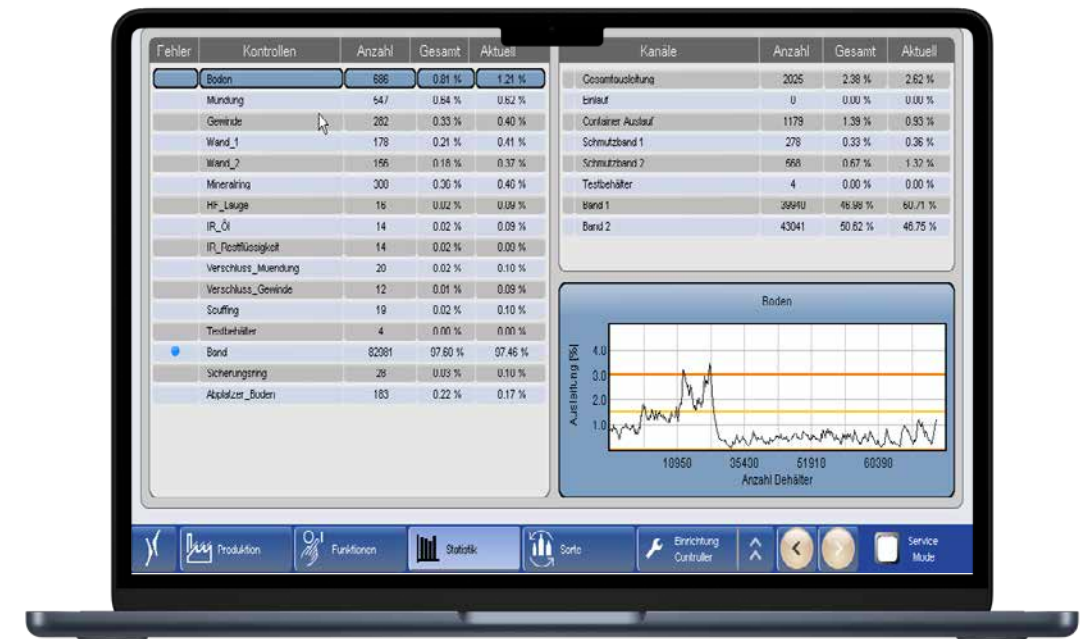 Fehler Kontrollen Anzahl Gesamt Aktuell
Boden 686 0.81 % 1.21 %
Mündung 547 0.64 % 0.62 %
Gewinde 282 0.33 % 0.40 %
Wand_1 178 0.21 % 0.41 %
Wand_2 156 0.18 % 0.37 %
Mineralring 300
HF_Lauge 16 0.02 % 0.09 %
IR_Öl 14 0.02 % 0.09 %
IR_Restflüssigkeit 14 0.02 %
Verschluss_Muendung 20 0.02 % 0.10 %
Verschluss_Gewinde 12 0.01 % 0.09 %
Scuffing 19 0.02 % 0.10 %
Testbehälter 4 0.00 % 0.00 %
Band 82981 97.60 % 97.46 %
Sicherungsring 28 0.03 % 0.10 %
Abplatzer_Boden 183 0.22 % 0.17 %
Kanäle Anzahl Gesamt Aktuell
Gesamtausleitung 2025 2.38 % 2.62 %
Einlauf 0 0.00 % 0.00 %
Container Auslauf 1179 1.39 % 0.93 %
Schmutzband 1 278 0.33 % 0.36 %
Schmutzband 2 568 0.67 % 1.32 %
Testbehälter 4 0.00 % 0.00 %
Band 1 39940 46.98 % 50.71 %
Band 2 43041 50.62 % 46.75 %
Boden
Ausleitung [%]
4.0
3.0
2.0
1.0
18950 35430 51910 68390
Anzahl Behälter
Produktion
Funktionen
Statistik
Sorte
Einrichtung
Controller
Service
Mode